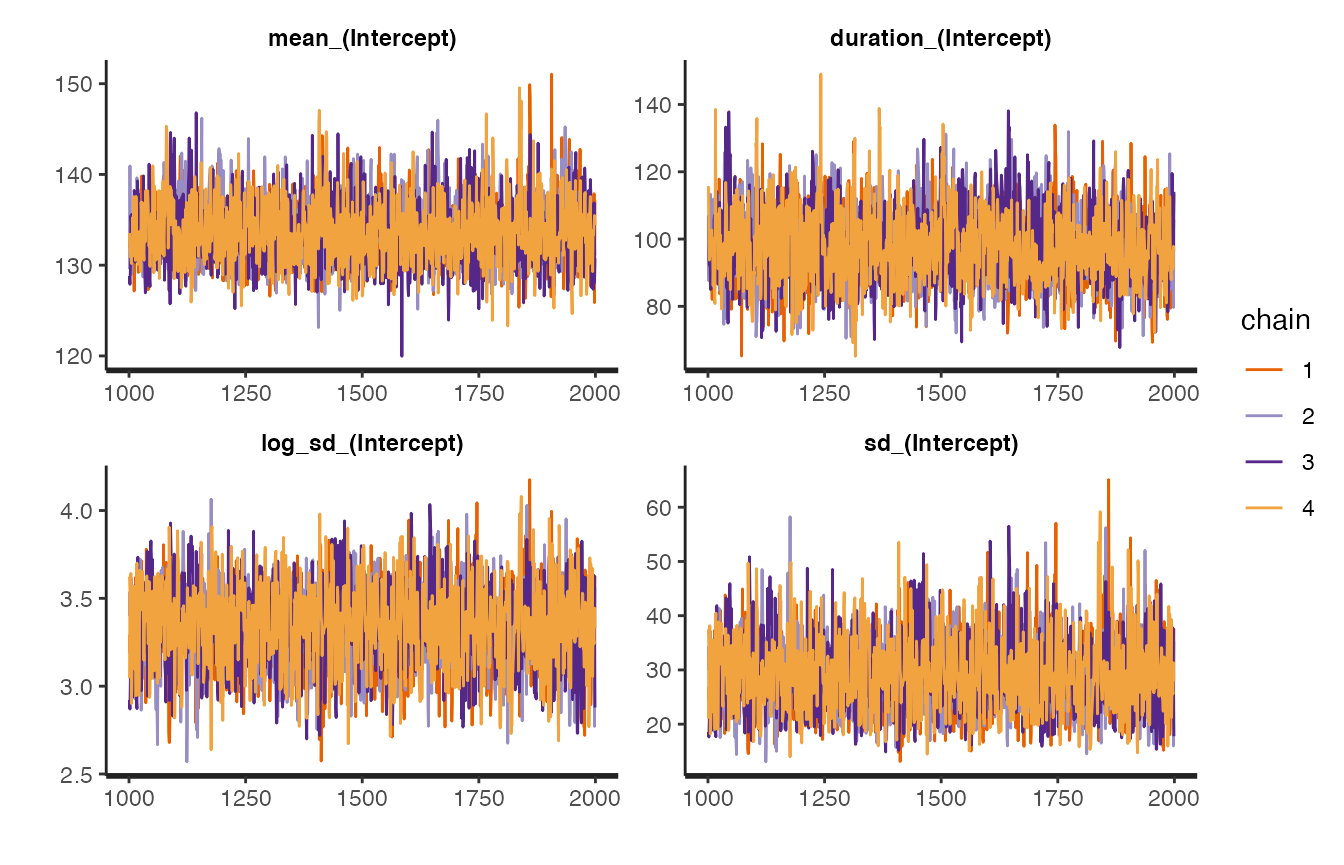 mean_(Intercept)
duration_(Intercept)
150
140
130
120
1000 1250 1500 1750 2000
140
120
100
80
1000 1250 1500 1750 2000
log_sd_(Intercept)
sd_(Intercept)
4.0
3.5
3.0
2.5
1000 1250 1500 1750 2000
60
50
40
30
20
1000 1250 1500 1750 2000
chain
1
2
3
4